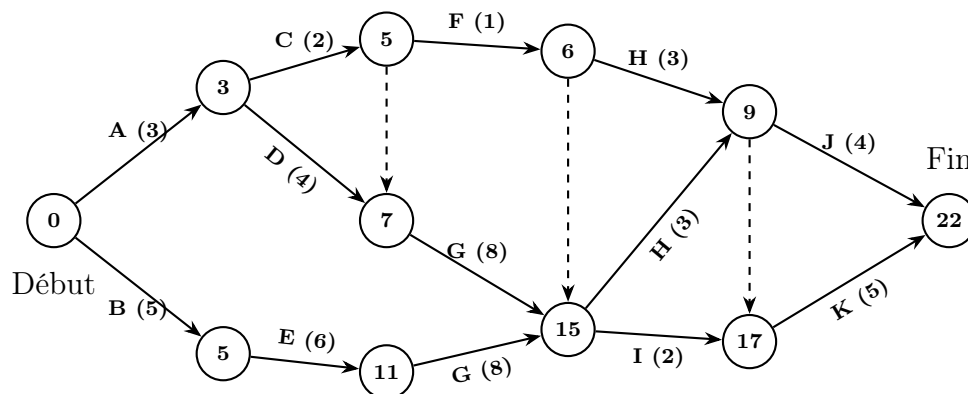 C (2)
5
F (1)
6
H (3)
3
9
A (3)
D (4)
J (4)
Fin
0
7
22
Début
G (8)
H (3)
B (5)
5
E (6)
11
G (8)
15
I (2)
17
K (5)